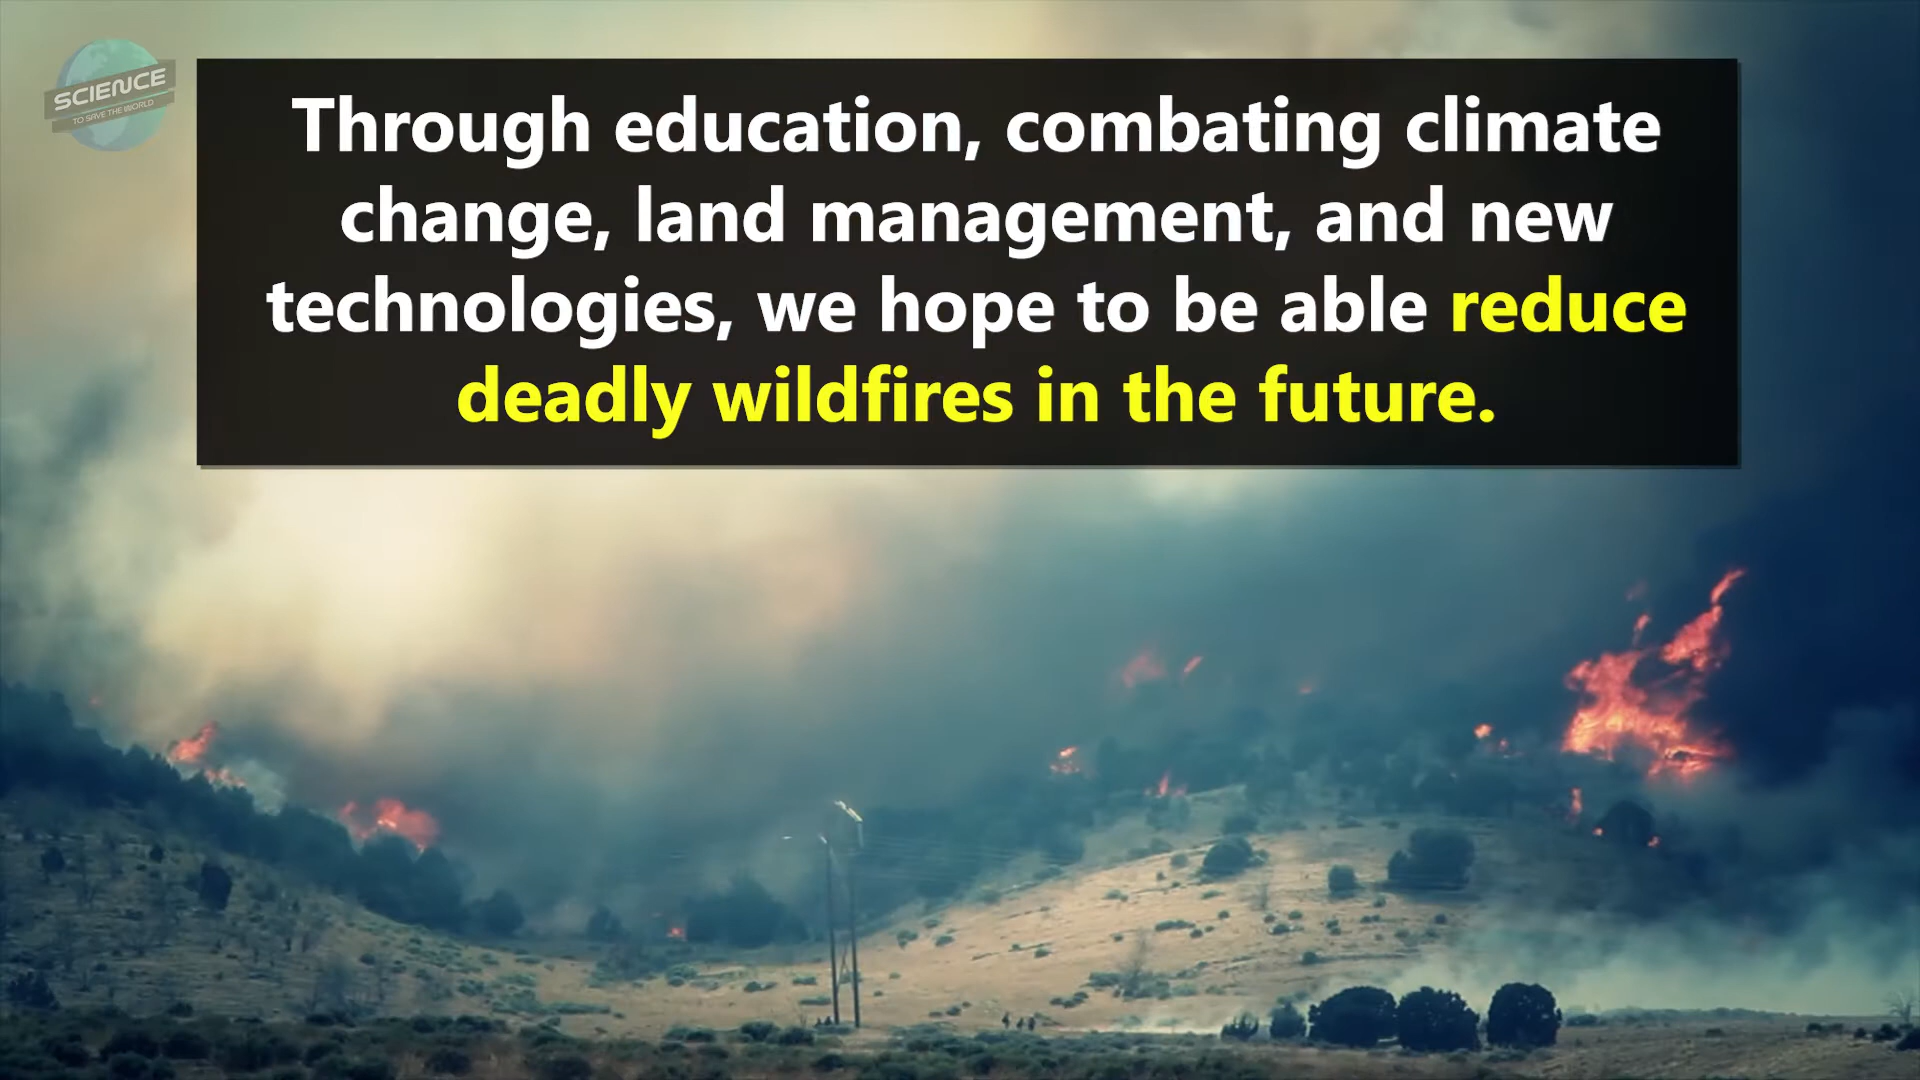 SCIENCE
TO SAVE THE WORLD
Through education, combating climate
change, land management, and new
technologies, we hope to be able reduce
deadly wildfires in the future.